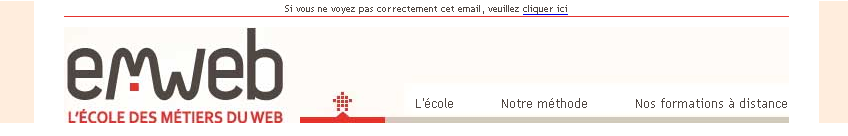 Si vous ne voyez pas correctement cet email, veuillez cliquer ici
emweb
L'ÉCOLE DES MÉTIERS DU WEB
L'école Notre méthode Nos formations à distance